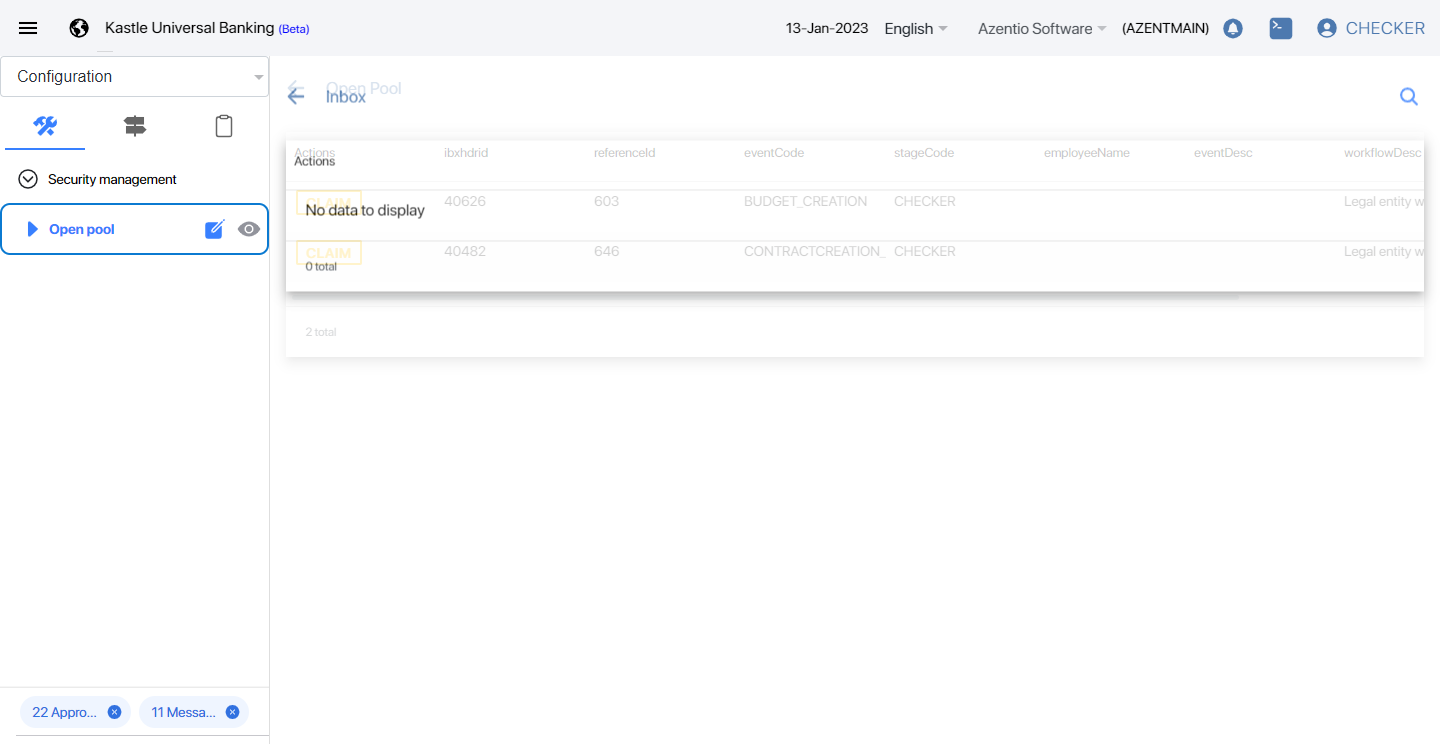 Kastle Universal Banking (Beta)
13-Jan-2023 English Azentio Software (AZENTMAIN) CHECKER
Configuration
Security management
Open pool
22 Appro...
11 Messa...
Open Pool
Inbox
Actions ibxhdrid referenceId eventCode stageCode employeeName eventDesc workflowDesc
Actions
CLAIM 40626 603 BUDGET_CREATION CHECKER Legal entity w
No data to display
CLAIM 40482 646 CONTRACTCREATION_ CHECKER Legal entity w
0 total
2 total